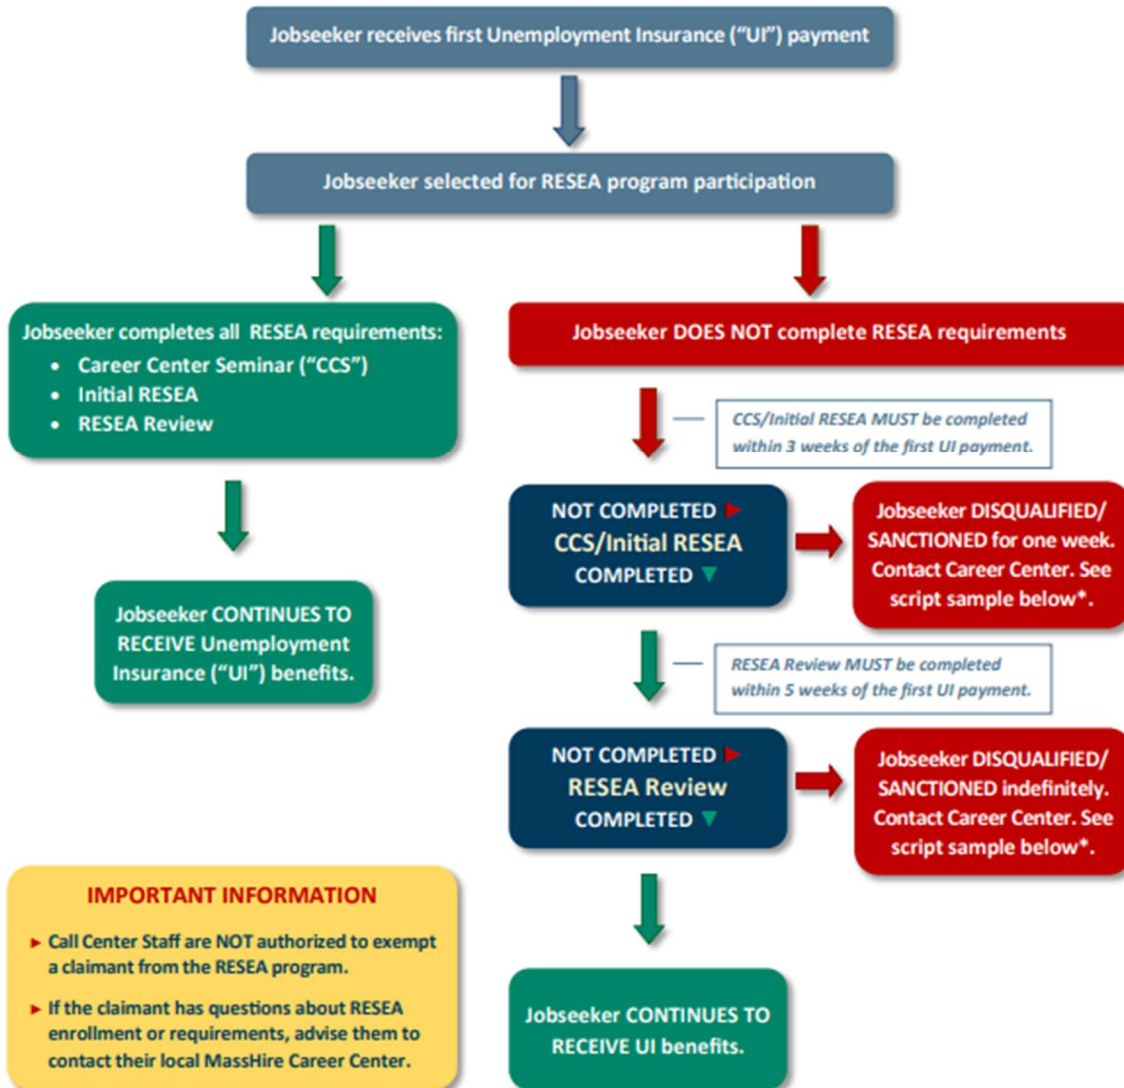 Jobseeker receives first Unemployment Insurance (“UI”) payment
Jobseeker selected for RESEA program participation
Jobseeker completes all RESEA requirements:
• Career Center Seminar (“CCS”)
• Initial RESEA
• RESEA Review
Jobseeker CONTINUES TO
RECEIVE Unemployment
Insurance (“UI”) benefits.
Jobseeker DOES NOT complete RESEA requirements
CCS/Initial RESEA MUST be completed
within 3 weeks of the first UI payment.
NOT COMPLETED ►
CCS/Initial RESEA
COMPLETED ▼
Jobseeker DISQUALIFIED/
SANCTIONED for one week.
Contact Career Center. See
script sample below*.
RESEA Review MUST be completed
within 5 weeks of the first UI payment.
NOT COMPLETED ►
RESEA Review
COMPLETED ▼
Jobseeker DISQUALIFIED/
SANCTIONED indefinitely.
Contact Career Center. See
script sample below*.
Jobseeker CONTINUES TO
RECEIVE UI benefits.
IMPORTANT INFORMATION
► Call Center Staff are NOT authorized to exempt
a claimant from the RESEA program.
► If the claimant has questions about RESEA
enrollment or requirements, advise them to
contact their local MassHire Career Center.